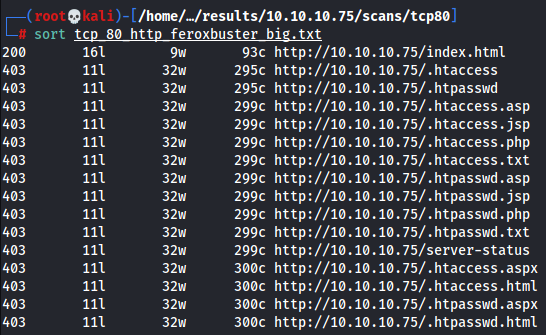 ┌──(root💀kali)-[/home/…/results/10.10.10.75/scans/tcp80]
└─# sort tcp_80_http_feroxbuster_big.txt
200 16l 9w 93c http://10.10.10.75/index.html
403 11l 32w 295c http://10.10.10.75/.htaccess
403 11l 32w 295c http://10.10.10.75/.htpasswd
403 11l 32w 299c http://10.10.10.75/.htaccess.asp
403 11l 32w 299c http://10.10.10.75/.htaccess.jsp
403 11l 32w 299c http://10.10.10.75/.htaccess.php
403 11l 32w 299c http://10.10.10.75/.htaccess.txt
403 11l 32w 299c http://10.10.10.75/.htpasswd.asp
403 11l 32w 299c http://10.10.10.75/.htpasswd.jsp
403 11l 32w 299c http://10.10.10.75/.htpasswd.php
403 11l 32w 299c http://10.10.10.75/.htpasswd.txt
403 11l 32w 299c http://10.10.10.75/server-status
403 11l 32w 300c http://10.10.10.75/.htaccess.aspx
403 11l 32w 300c http://10.10.10.75/.htaccess.html
403 11l 32w 300c http://10.10.10.75/.htpasswd.aspx
403 11l 32w 300c http://10.10.10.75/.htpasswd.html